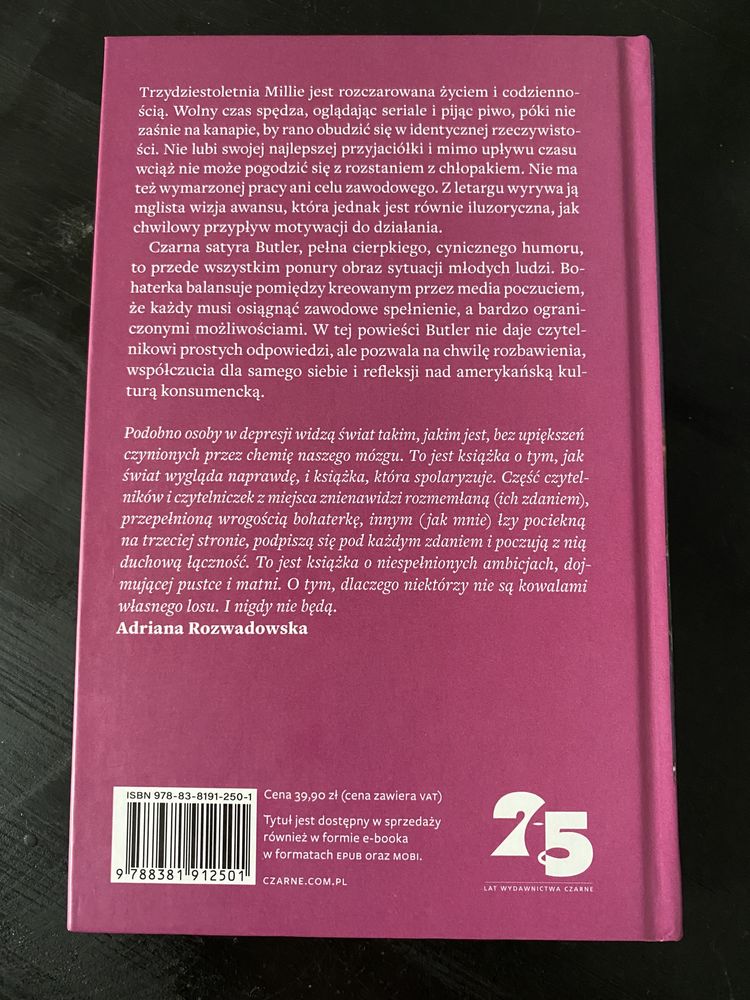 Trzydziestoletnia Millie jest rozczarowana życiem i codzienno-
ścią. Wolny czas spędza, oglądając seriale i pijąc piwo, póki nie
zaśnie na kanapie, by rano obudzić się w identycznej rzeczywisto-
ści. Nie lubi swojej najlepszej przyjaciółki i mimo upływu czasu
wciąż nie może pogodzić się z rozstaniem z chłopakiem. Nie ma
też wymarzonej pracy ani celu zawodowego. Z letargu wyrywa ją
mglista wizja awansu, która jednak jest równie iluzoryczna, jak
chwilowy przypływ motywacji do działania.
Czarna satyra Butler, pełna cierpkiego, cynicznego humoru,
to przede wszystkim ponury obraz sytuacji młodych ludzi. Bo-
haterka balansuje pomiędzy kreowanym przez media poczuciem,
że każdy musi osiągnąć zawodowe spełnienie, a bardzo ograni-
czonymi możliwościami. W tej powieści Butler nie daje czytel-
nikowi prostych odpowiedzi, ale pozwala na chwilę rozbawienia,
współczucia dla samego siebie i refleksji nad amerykańską kul-
turą konsumencką.
Podobno osoby w depresji widzą świat takim, jakim jest, bez upiększeń
czynionych przez chemię naszego mózgu. To jest książka o tym, jak
świat wygląda naprawdę, i książka, która spolaryzuje. Część czytel-
ników i czytelniczek z miejsca znienawidzi rozmemłaną (ich zdaniem),
przepełnioną wrogością bohaterkę, innym (jak mnie) łzy pociekną
na trzeciej stronie, podpiszą się pod każdym zdaniem i poczują z nią
duchową łączność. To jest książka o niespełnionych ambicjach, doj-
mującej pustce i matni. O tym, dlaczego niektórzy nie są kowalami
własnego losu. I nigdy nie będą.
Adriana Rozwadowska
ISBN 978-83-8191-250-1
9 788381 912501
Cena 39,90 zł (cena zawiera VAT)
Tytuł jest dostępny w sprzedaży
również w formie e-booka
w formatach EPUB oraz MOBI.
CZARNE.COM.PL
25
LAT WYDAWNICTWA CZARNE